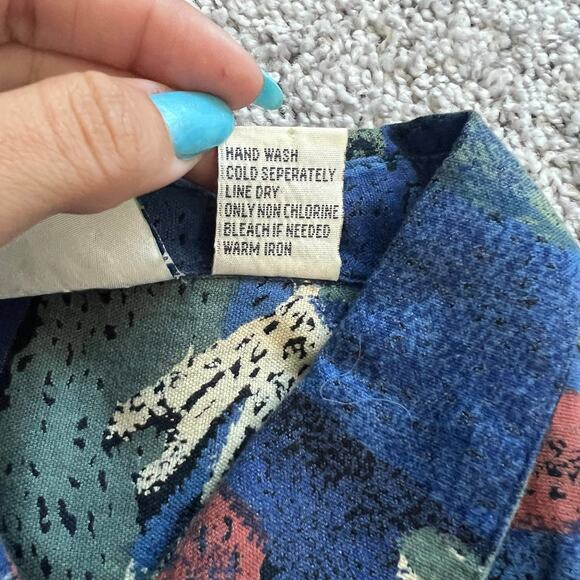 HAND WASH
COLD SEPERATELY
LINE DRY
ONLY NON CHLORINE
BLEACH IF NEEDED
WARM IRON